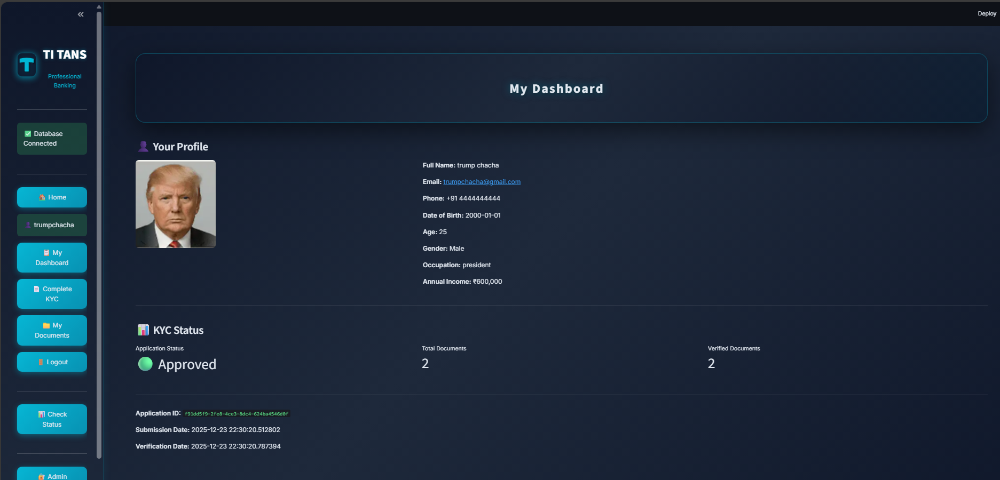 Deploy
TI TANS
Professional
Banking
✅ Database
Connected
🏠 Home
👤 trumpchacha
📋 My
Dashboard
📄 Complete
KYC
📁 My
Documents
🚪 Logout
📊 Check
Status
🔐 Admin
My Dashboard
👤 Your Profile
Full Name: trump chacha
Email: trumpchacha@gmail.com
Phone: +91 4444444444
Date of Birth: 2000-01-01
Age: 25
Gender: Male
Occupation: president
Annual Income: ₹600,000
📊 KYC Status
Application Status
🟢 Approved
Total Documents
2
Verified Documents
2
Application ID: f91dd5f9-2fe8-4ce3-8dc4-624ba4546d0f
Submission Date: 2025-12-23 22:30:20.512802
Verification Date: 2025-12-23 22:30:20.787394